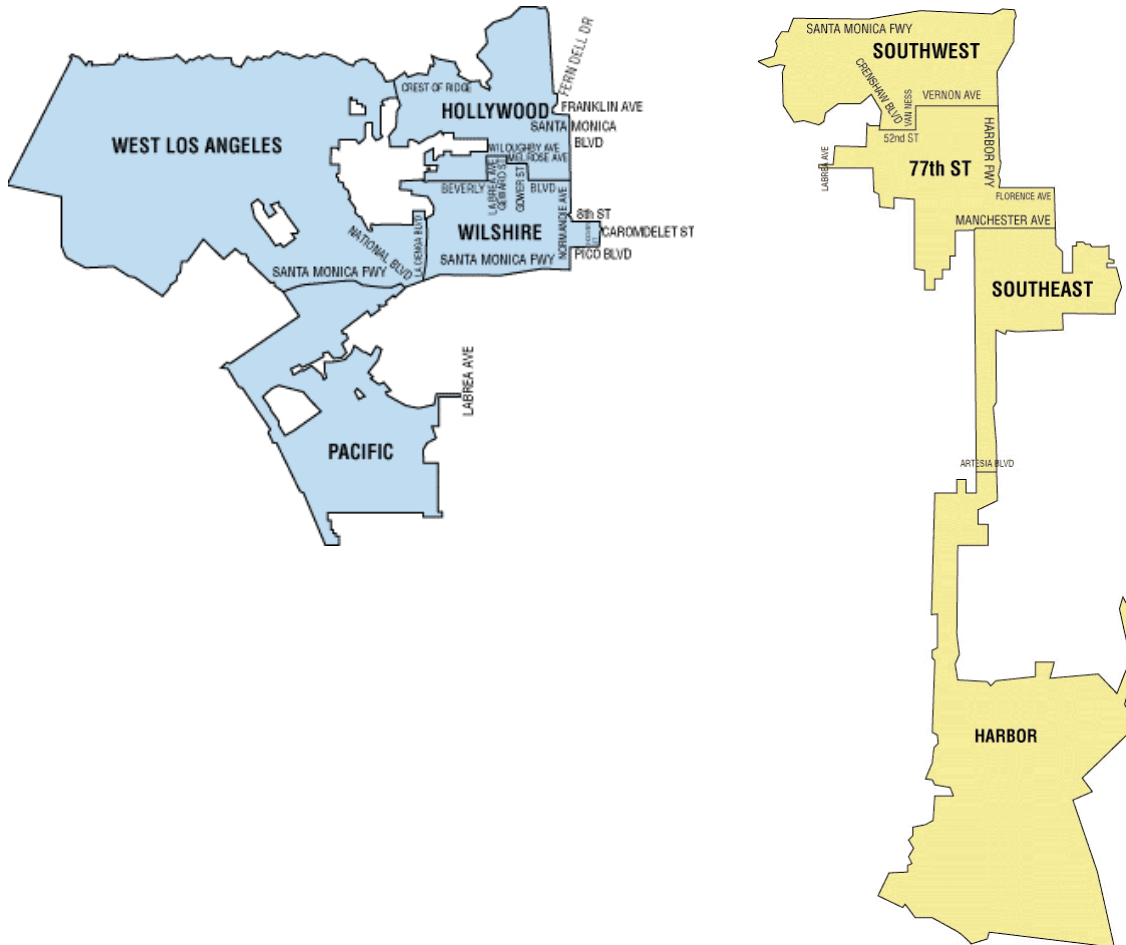 FERN DELL DR
CREST OF RIDGE
HOLLYWOOD
FRANKLIN AVE
SANTA MONICA
BLVD
WEST LOS ANGELES
WILOUGHBY AVE
MELROSE AVE
LABREA AVE
SEWARD ST
GOWER ST
BEVERLY
BLVD
NORMANDIE AVE
8th ST
WILSHIRE
CAROMDELET ST
NATIONAL BLVD
LA CIENGA BLVD
PICO BLVD
SANTA MONICA FWY
SANTA MONICA FWY
LABREA AVE
PACIFIC
SANTA MONICA FWY
SOUTHWEST
CRENSHAW BLVD
VAN NESS
VERNON AVE
52nd ST
HARBOR FWY
LABREA AVE
77th ST
FLORENCE AVE
MANCHESTER AVE
SOUTHEAST
ARTESIA BLVD
HARBOR